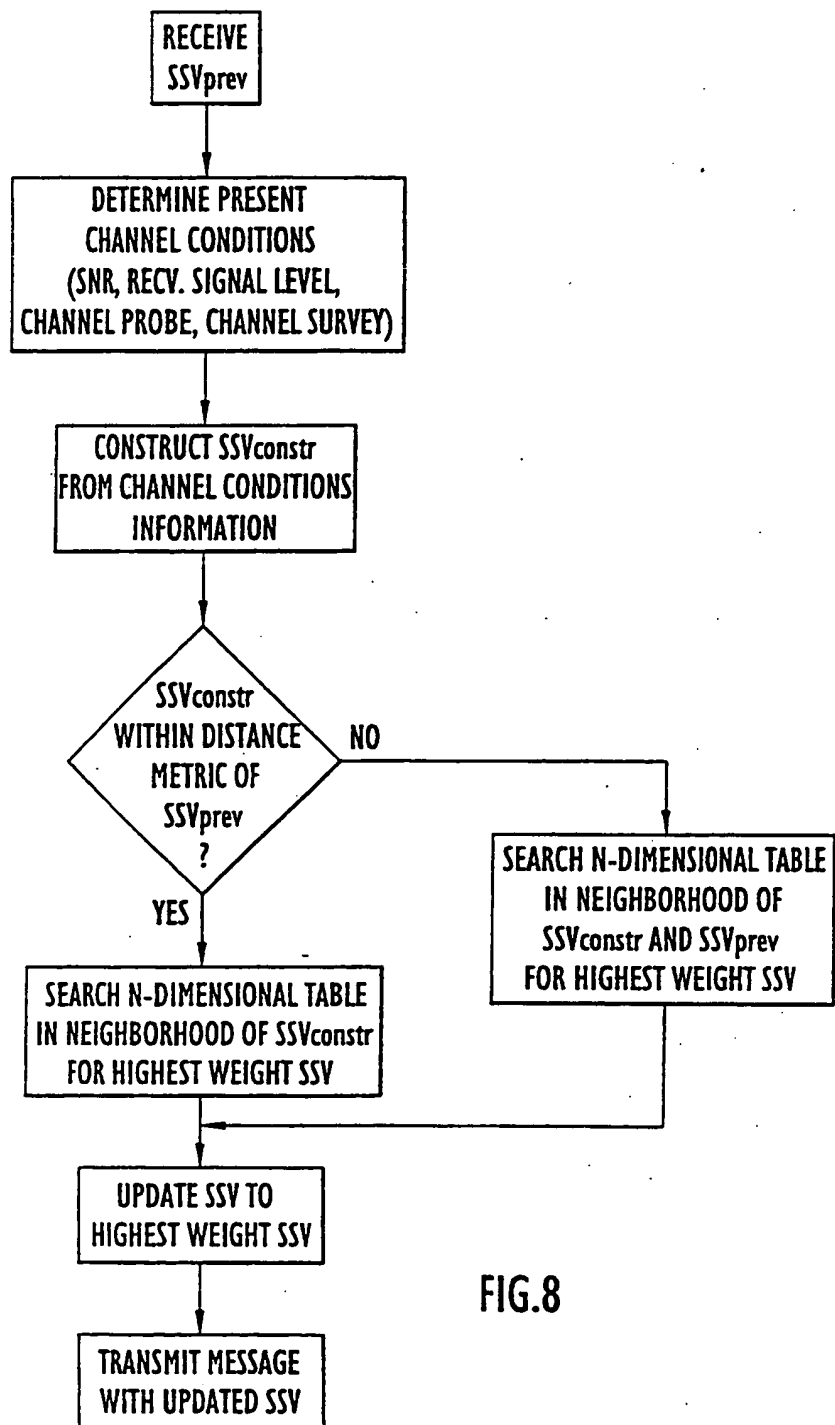 RECEIVE
SSVprev
DETERMINE PRESENT
CHANNEL CONDITIONS
(SNR, RECV. SIGNAL LEVEL,
CHANNEL PROBE, CHANNEL SURVEY)
CONSTRUCT SSVconstr
FROM CHANNEL CONDITIONS
INFORMATION
SSVconstr
WITHIN DISTANCE
METRIC OF
SSVprev
?
NO
YES
SEARCH N-DIMENSIONAL TABLE
IN NEIGHBORHOOD OF
SSVconstr AND SSVprev
FOR HIGHEST WEIGHT SSV
SEARCH N-DIMENSIONAL TABLE
IN NEIGHBORHOOD OF SSVconstr
FOR HIGHEST WEIGHT SSV
UPDATE SSV TO
HIGHEST WEIGHT SSV
TRANSMIT MESSAGE
WITH UPDATED SSV
FIG.8